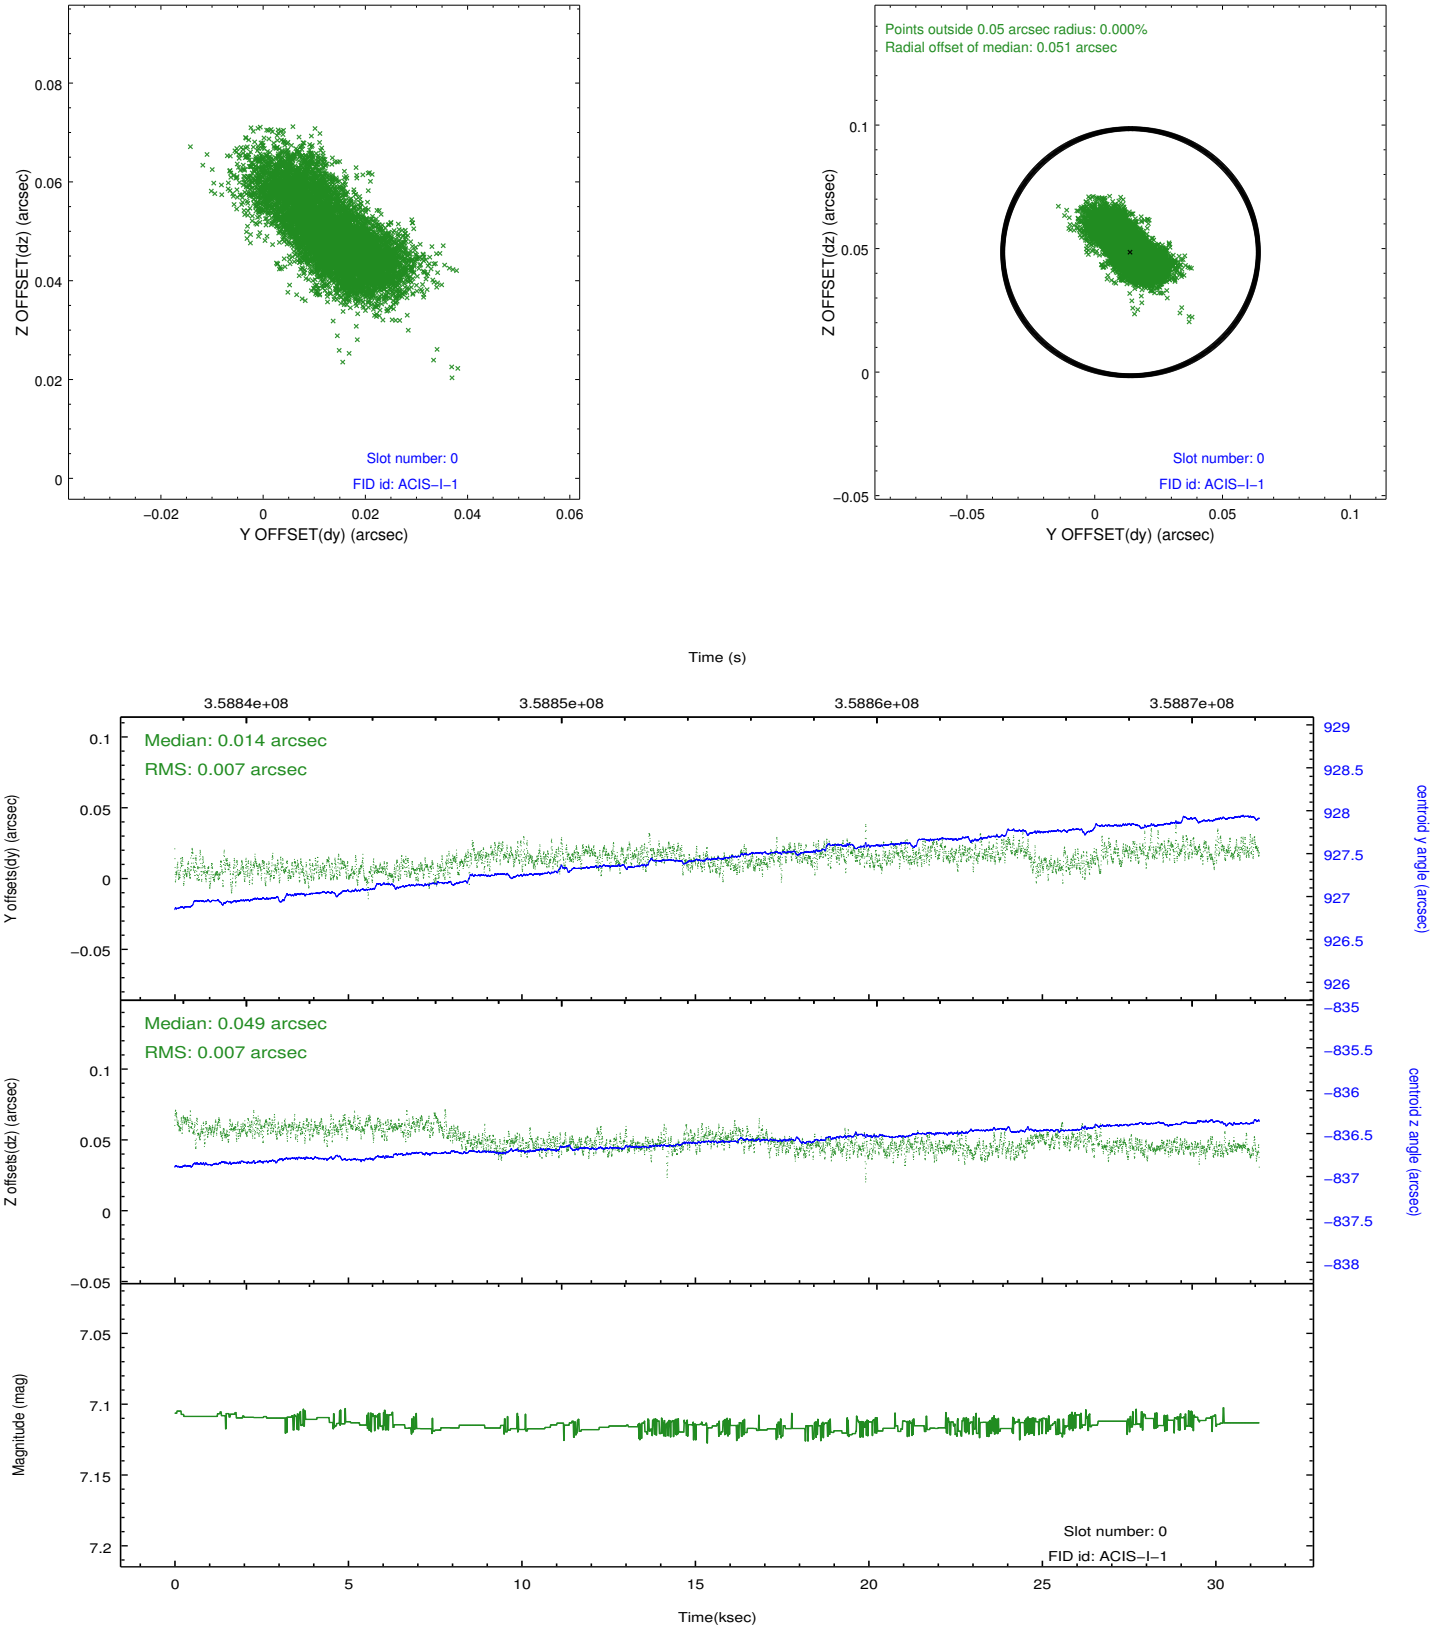 0.08
0.06
0.04
0.02
0
−0.02
0
0.02
0.04
0.06
Z OFFSET(dz) (arcsec)
Y OFFSET(dy) (arcsec)
Slot number: 0
FID id: ACIS−I−1
Points outside 0.05 arcsec radius: 0.000%
Radial offset of median: 0.051 arcsec
0.1
0.05
0
−0.05
−0.05
0
0.05
0.1
Z OFFSET(dz) (arcsec)
Y OFFSET(dy) (arcsec)
Slot number: 0
FID id: ACIS−I−1
Time (s)
3.5884e+08
3.5885e+08
3.5886e+08
3.5887e+08
Median: 0.014 arcsec
RMS: 0.007 arcsec
0.1
0.05
0
−0.05
Y offsets(dy) (arcsec)
929
928.5
928
927.5
927
926.5
926
centroid y angle (arcsec)
Median: 0.049 arcsec
RMS: 0.007 arcsec
0.1
0.05
0
−0.05
Z offsets(dz) (arcsec)
−835
−835.5
−836
−836.5
−837
−837.5
−838
centroid z angle (arcsec)
7.05
7.1
7.15
7.2
Magnitude (mag)
Slot number: 0
FID id: ACIS−I−1
0
5
10
15
20
25
30
Time(ksec)